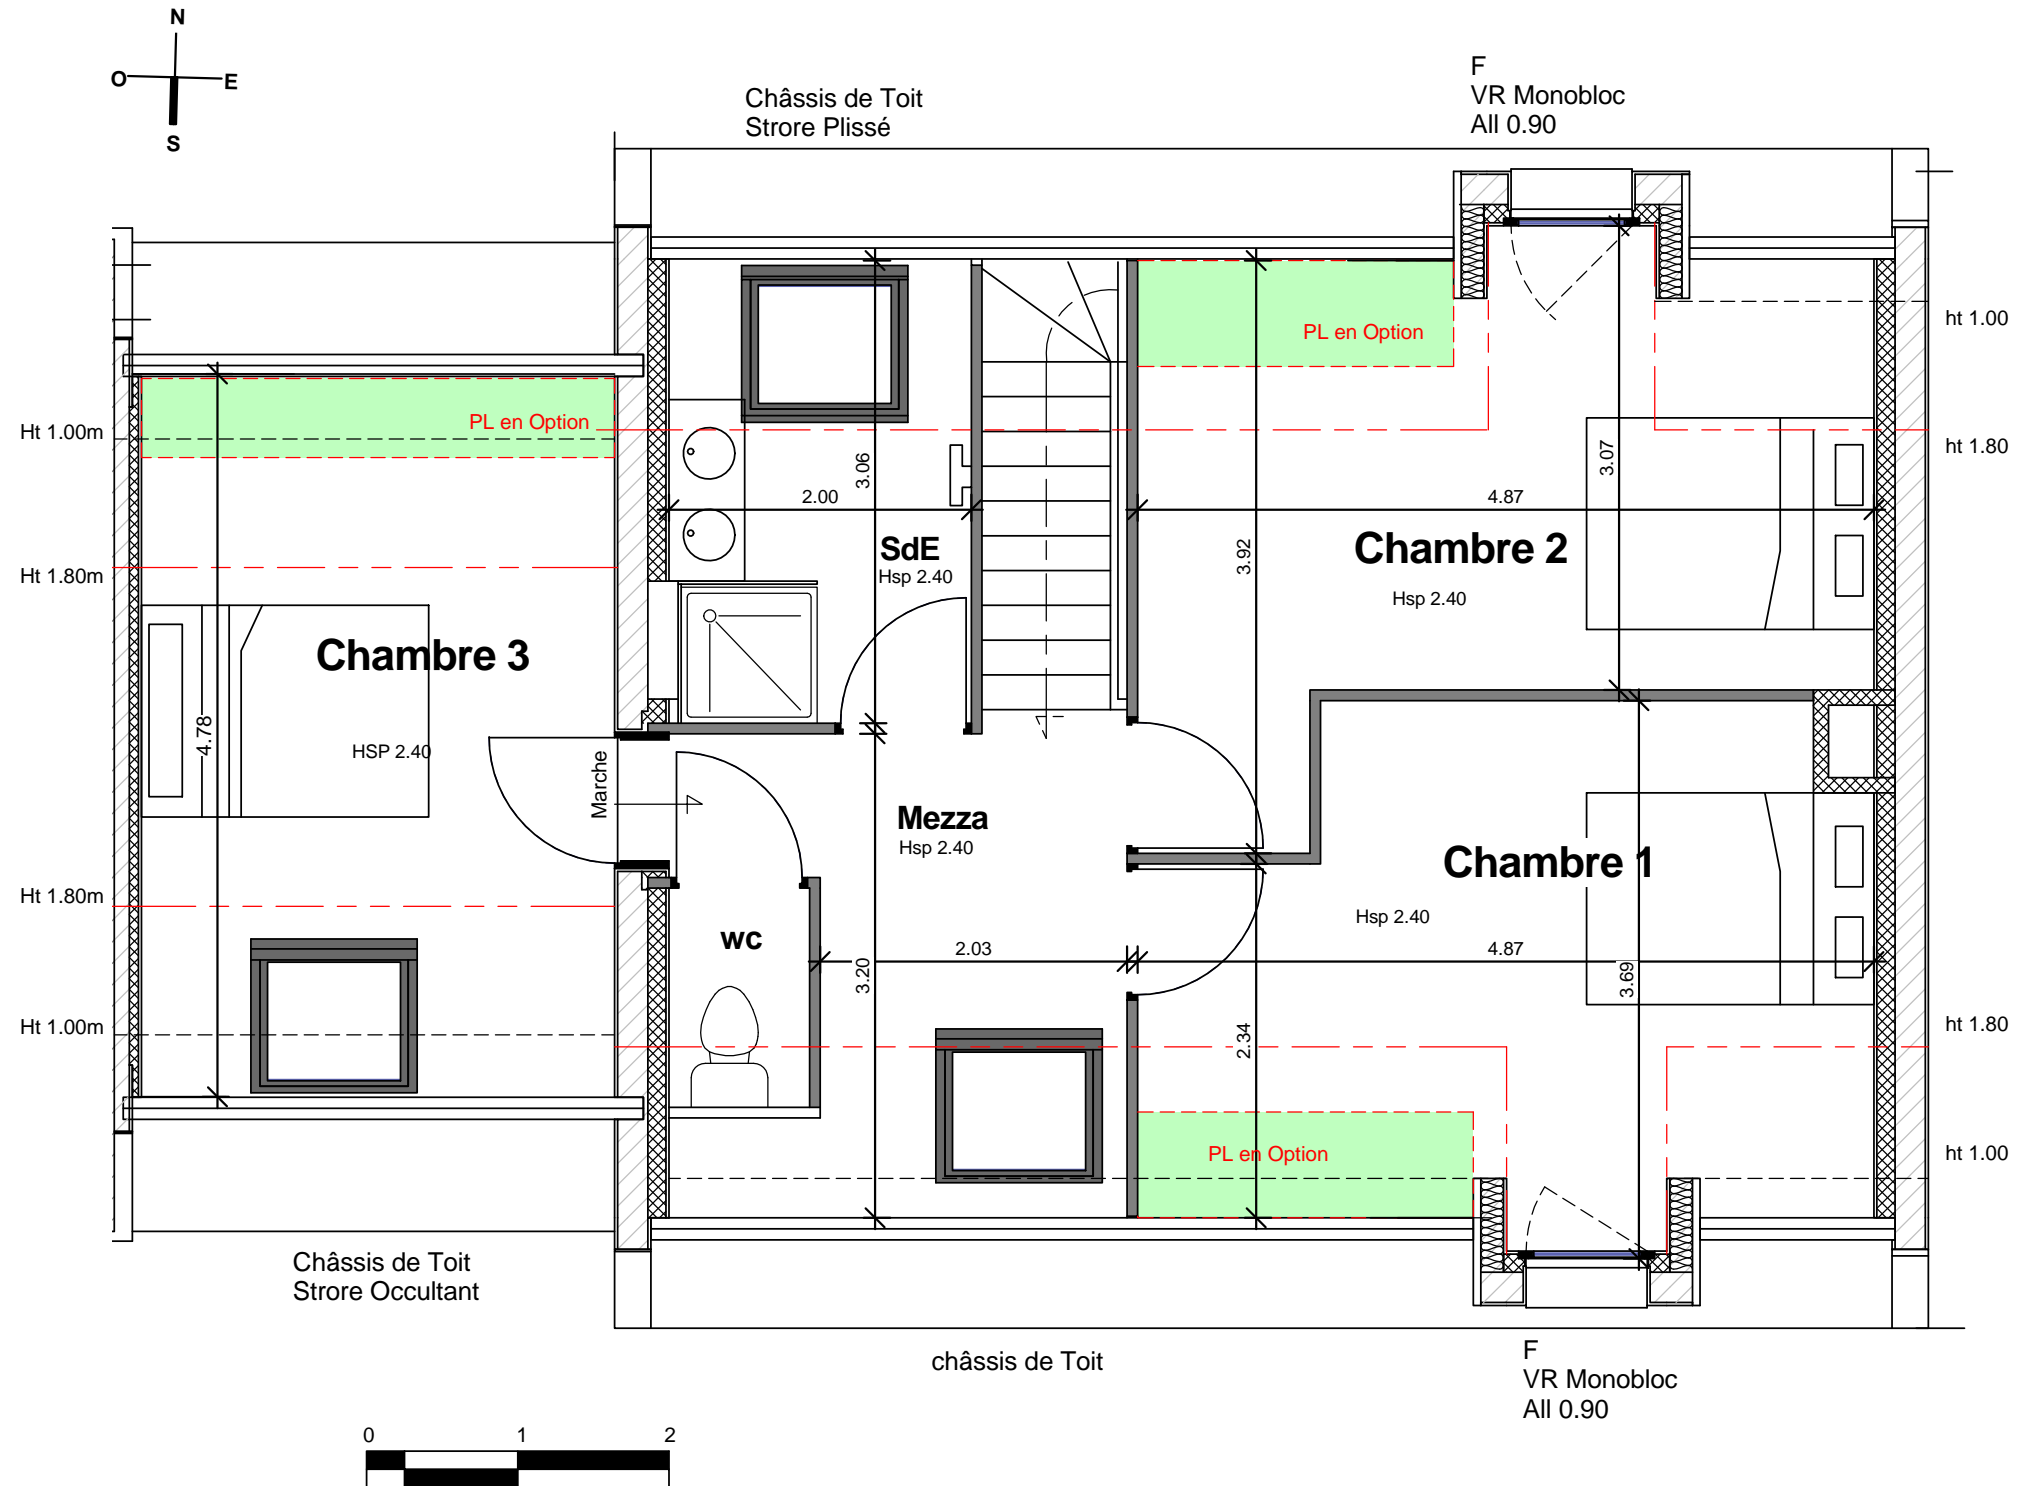 N
O
E
S
Châssis de Toit
Strore Plissé
F
VR Monobloc
All 0.90
PL en Option
ht 1.00
PL en Option
Ht 1.00m
ht 1.80
3.06
3.07
2.00
4.87
SdE
Hsp 2.40
3.92
Chambre 2
Hsp 2.40
Ht 1.80m
Chambre 3
HSP 2.40
4.78
Marche
Mezza
Hsp 2.40
Chambre 1
Hsp 2.40
Ht 1.80m
wc
2.03
4.87
3.20
3.69
Ht 1.00m
2.34
ht 1.80
PL en Option
ht 1.00
Châssis de Toit
Strore Occultant
châssis de Toit
F
VR Monobloc
All 0.90
0
1
2